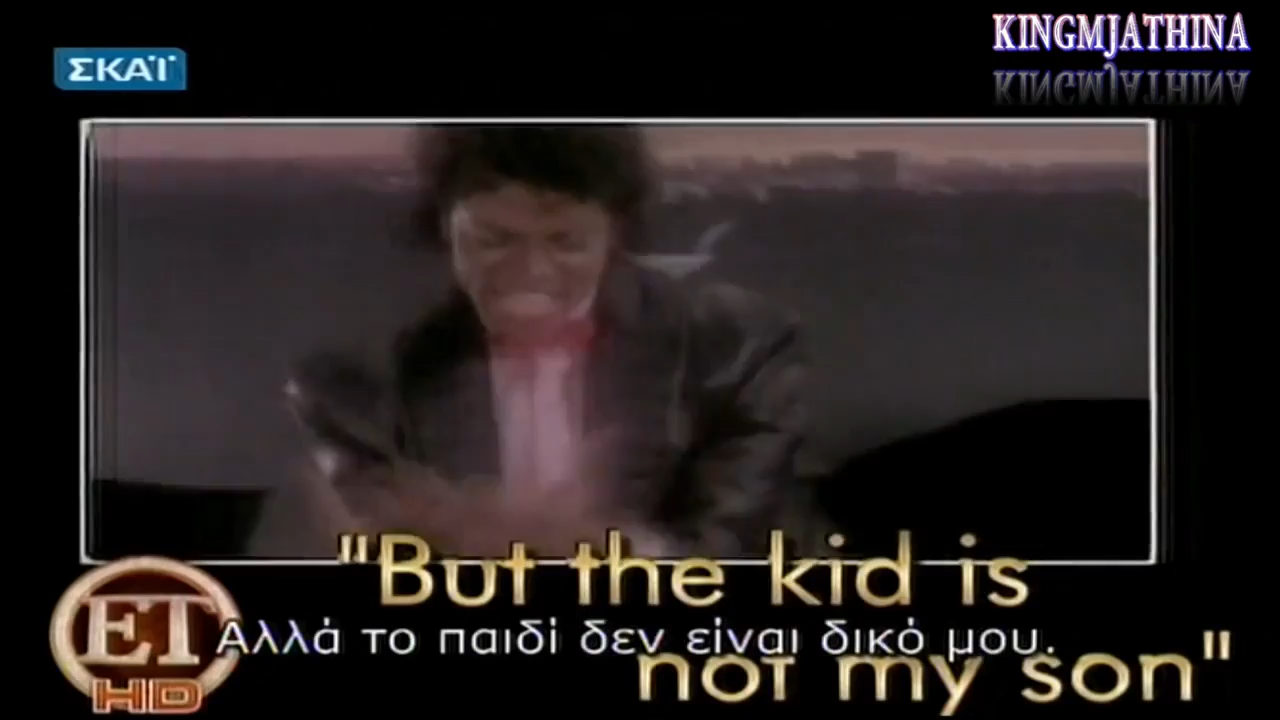 KINGMJATHINA
ΣΚΑΪ
"But the kid is
Αλλά το παιδί δεν είναι δικό μου.
not my son"
ET
HD